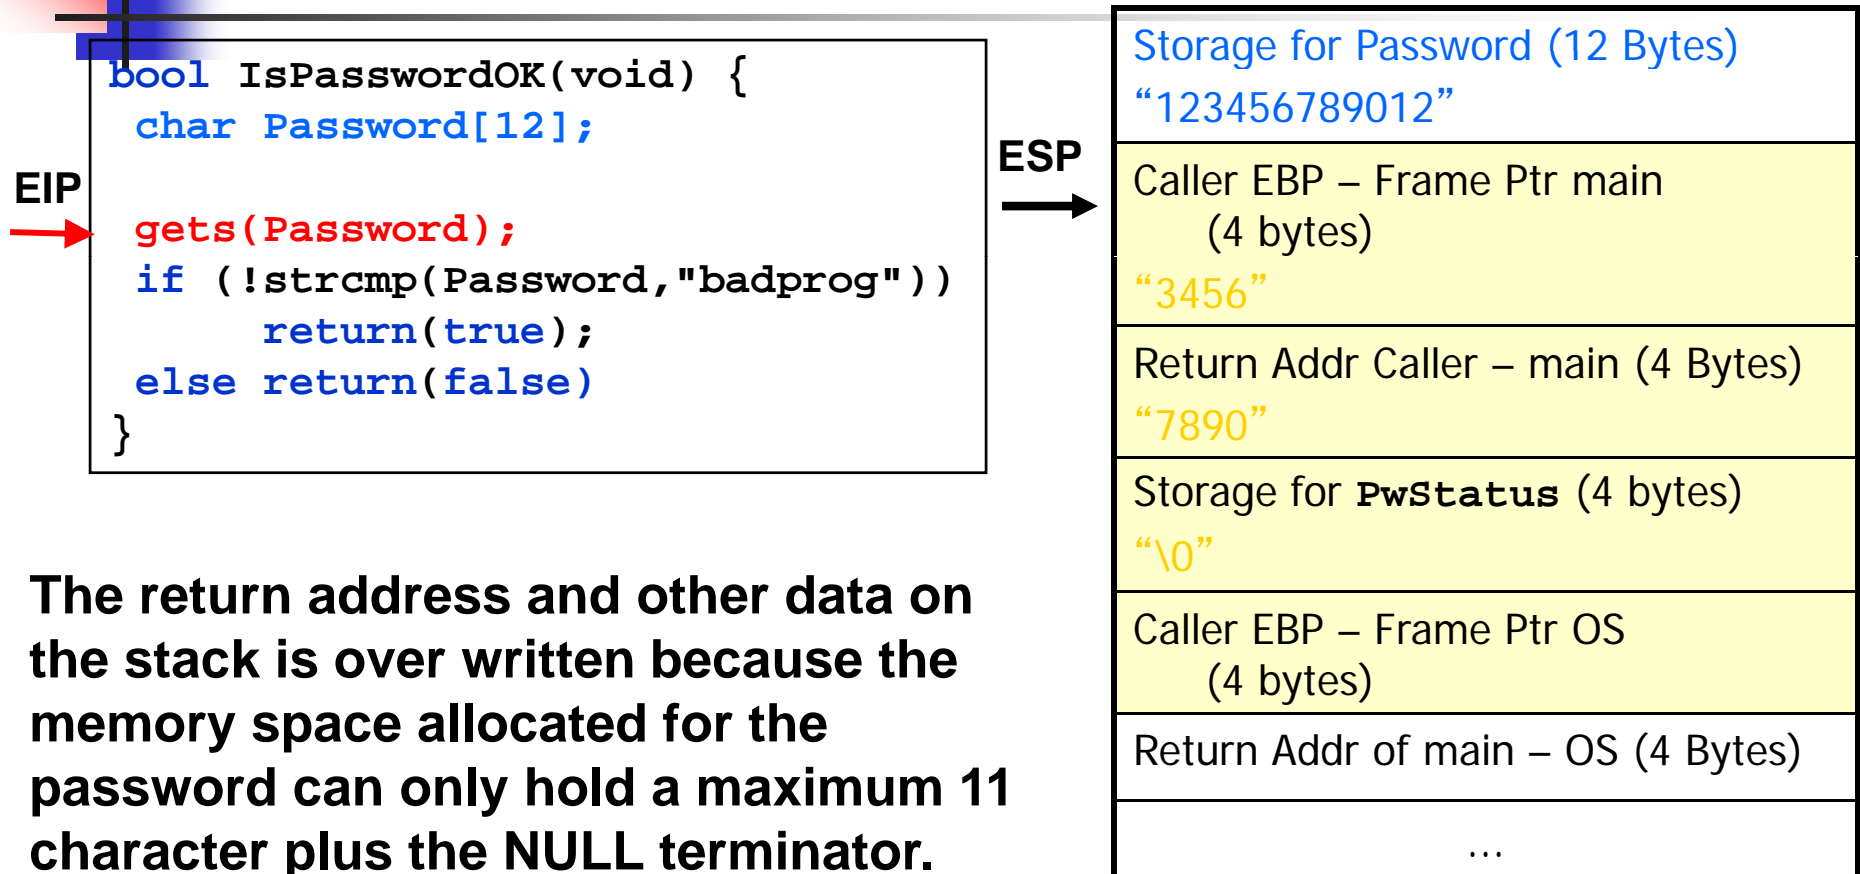 bool IsPasswordOK(void) {
char Password[12];
gets(Password);
if (!strcmp(Password,"badprog"))
return(true);
else return(false)
}
EIP
ESP
The return address and other data on
the stack is over written because the
memory space allocated for the
password can only hold a maximum 11
character plus the NULL terminator.
Storage for Password (12 Bytes)
“123456789012”
Caller EBP – Frame Ptr main
(4 bytes)
“3456”
Return Addr Caller – main (4 Bytes)
“7890”
Storage for PwStatus (4 bytes)
“\0”
Caller EBP – Frame Ptr OS
(4 bytes)
Return Addr of main – OS (4 Bytes)
…